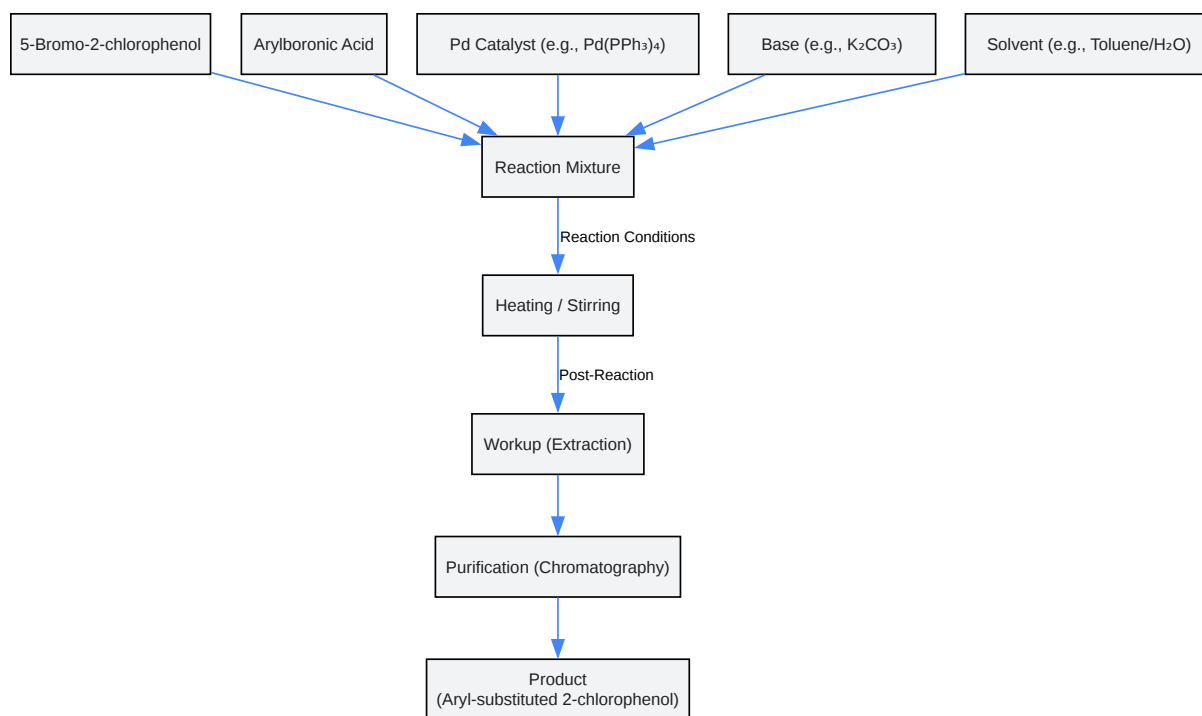 5-Bromo-2-chlorophenol
Arylboronic Acid
Pd Catalyst (e.g., Pd(PPh₃)₄)
Base (e.g., K₂CO₃)
Solvent (e.g., Toluene/H₂O)
Reaction Mixture
Reaction Conditions
Heating / Stirring
Post-Reaction
Workup (Extraction)
Purification (Chromatography)
Product
(Aryl-substituted 2-chlorophenol)